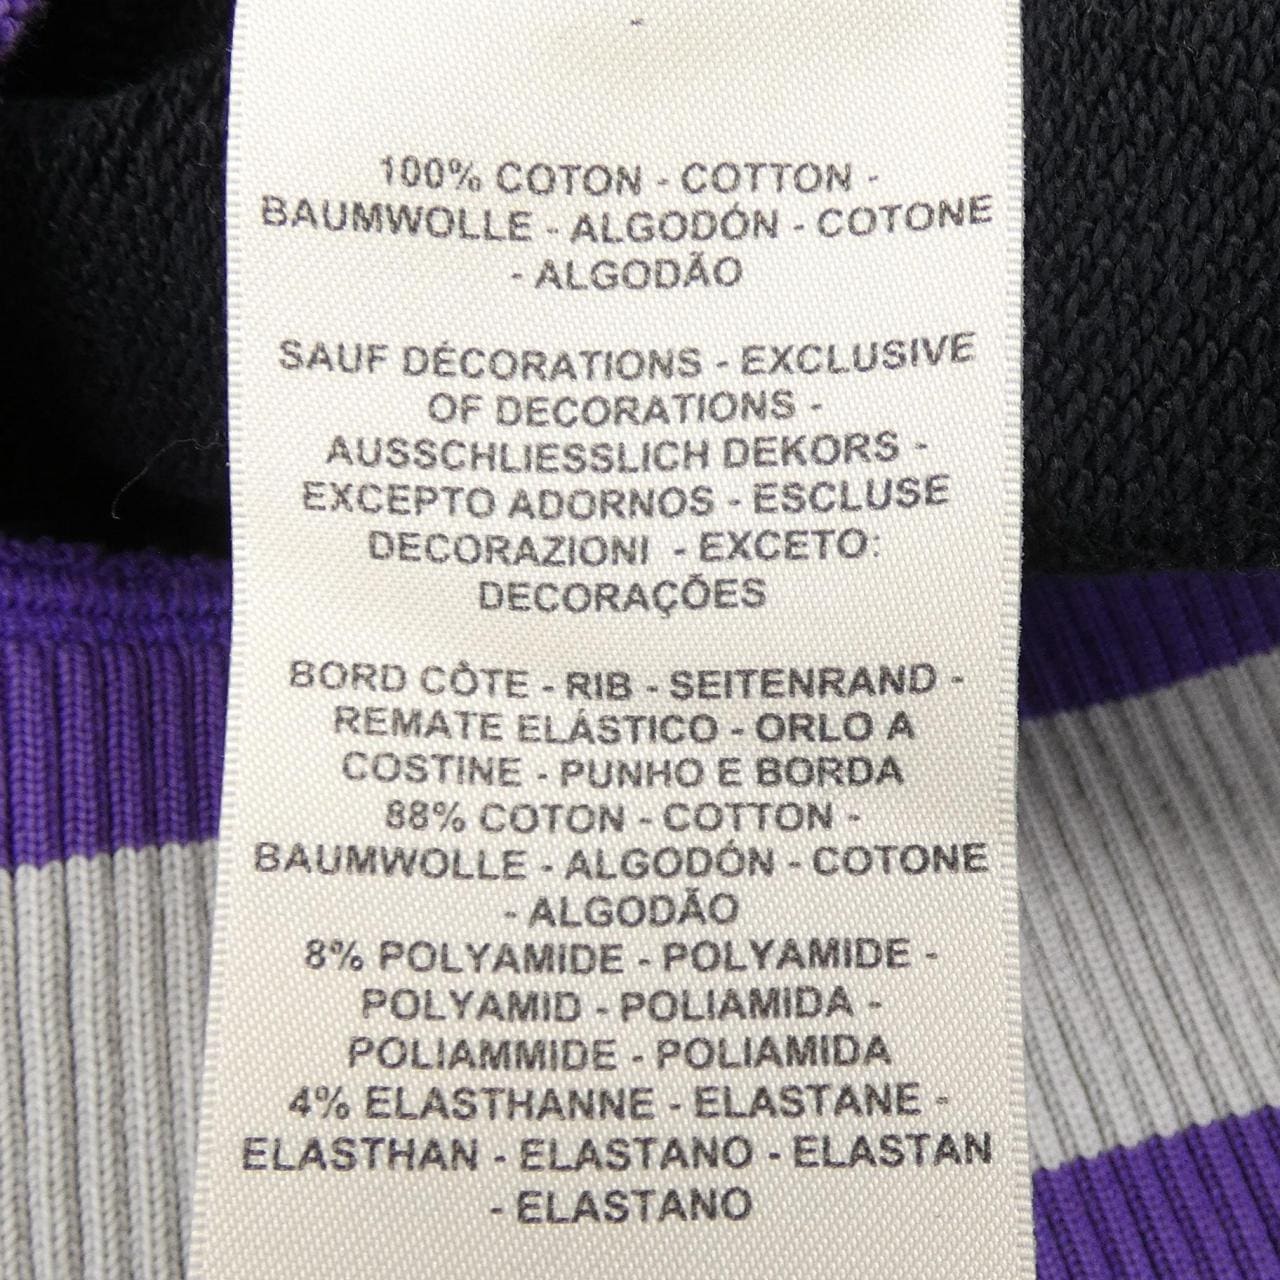 100% COTON - COTTON -
BAUMWOLLE - ALGODÓN - COTONE
- ALGODÃO
SAUF DÉCORATIONS - EXCLUSIVE
OF DECORATIONS -
AUSSCHLIESSLICH DEKORS -
EXCEPTO ADORNOS - ESCLUSE
DECORAZIONI - EXCETO:
DECORAÇÕES
BORD CÔTE - RIB - SEITENRAND -
REMATE ELÁSTICO - ORLO A
COSTINE - PUNHO E BORDA
88% COTON - COTTON -
BAUMWOLLE - ALGODÓN - COTONE
- ALGODÃO
8% POLYAMIDE - POLYAMIDE -
POLYAMID - POLIAMIDA -
POLIAMMIDE - POLIAMIDA
4% ELASTHANNE - ELASTANE -
ELASTHAN - ELASTANO - ELASTAN
- ELASTANO